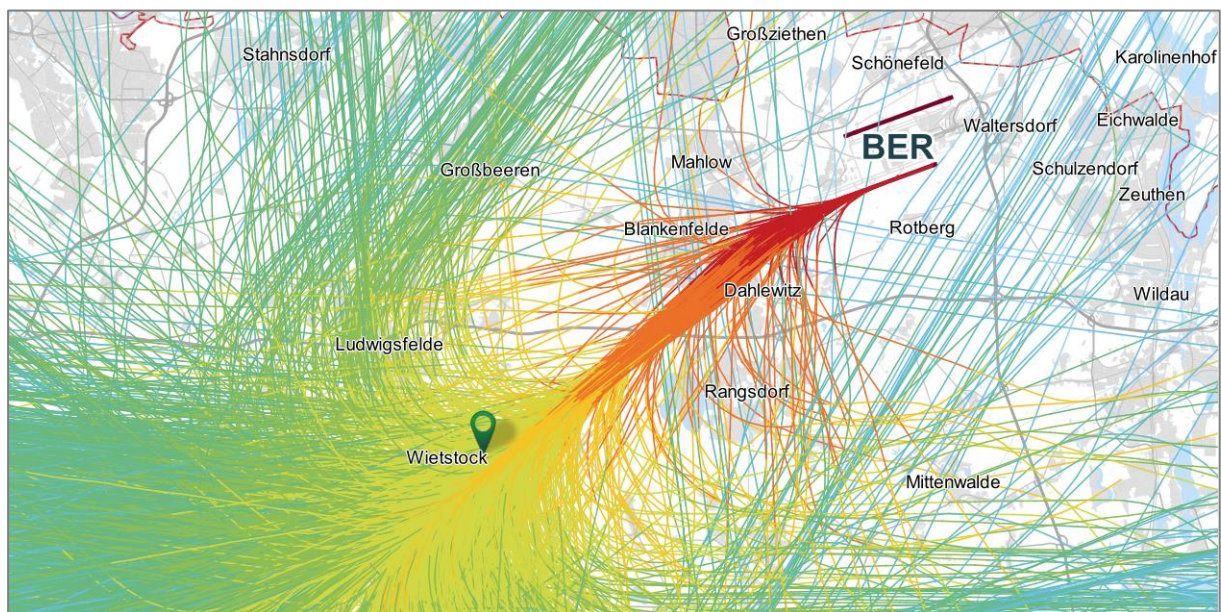 Großziethen
Stahnsdorf
Karolinenhof
Schönefeld
Eichwalde
Waltersdorf
BER
Mahlow
Großbeeren
Schulzendorf
Zeuthen
Blankenfelde
Rotberg
Dahlewitz
Wildau
Ludwigsfelde
Rangsdorf
Wietstock
Mittenwalde